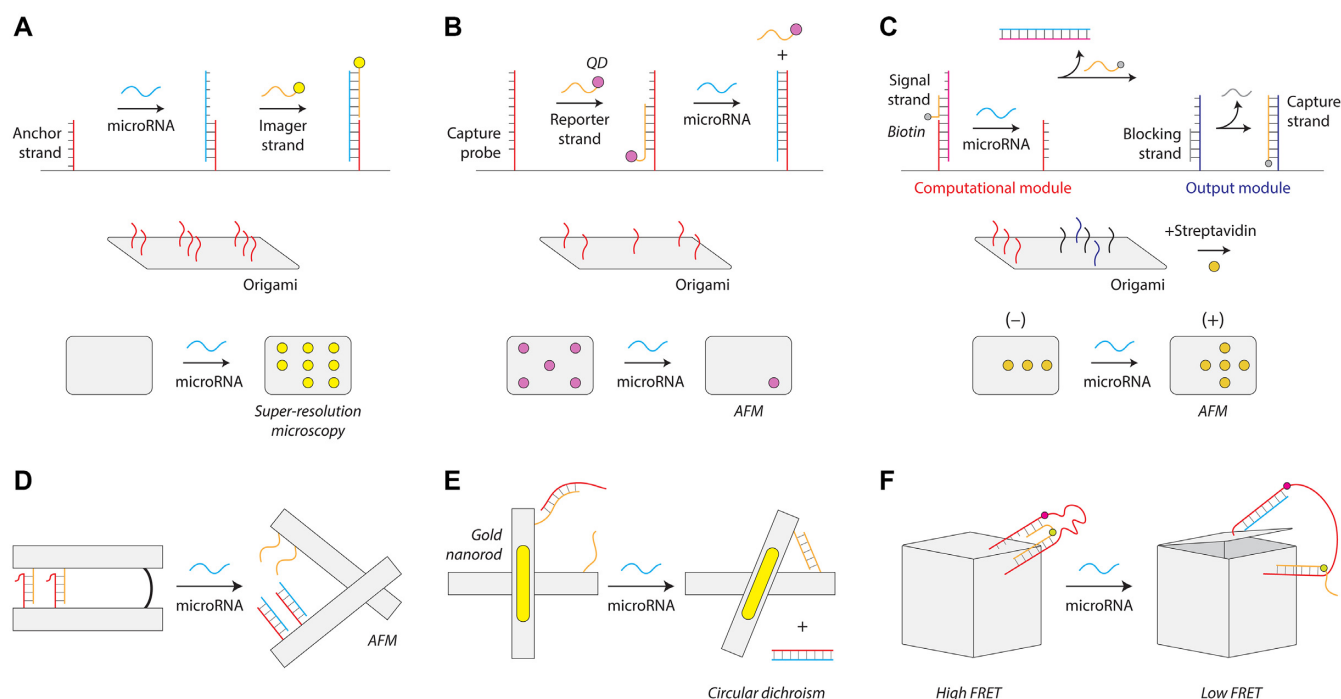 A
Anchor
strand
microRNA
Imager
strand
Origami
microRNA
Super-resolution
microscopy
B
QD
+
Capture
probe
Reporter
strand
microRNA
Origami
microRNA
AFM
C
Signal
strand
Biotin
microRNA
Blocking
strand
Capture
strand
Computational module
Output module
+Streptavidin
Origami
(–)
(+)
microRNA
AFM
D
microRNA
AFM
E
Gold
nanorod
microRNA
+
Circular dichroism
F
microRNA
High FRET
Low FRET